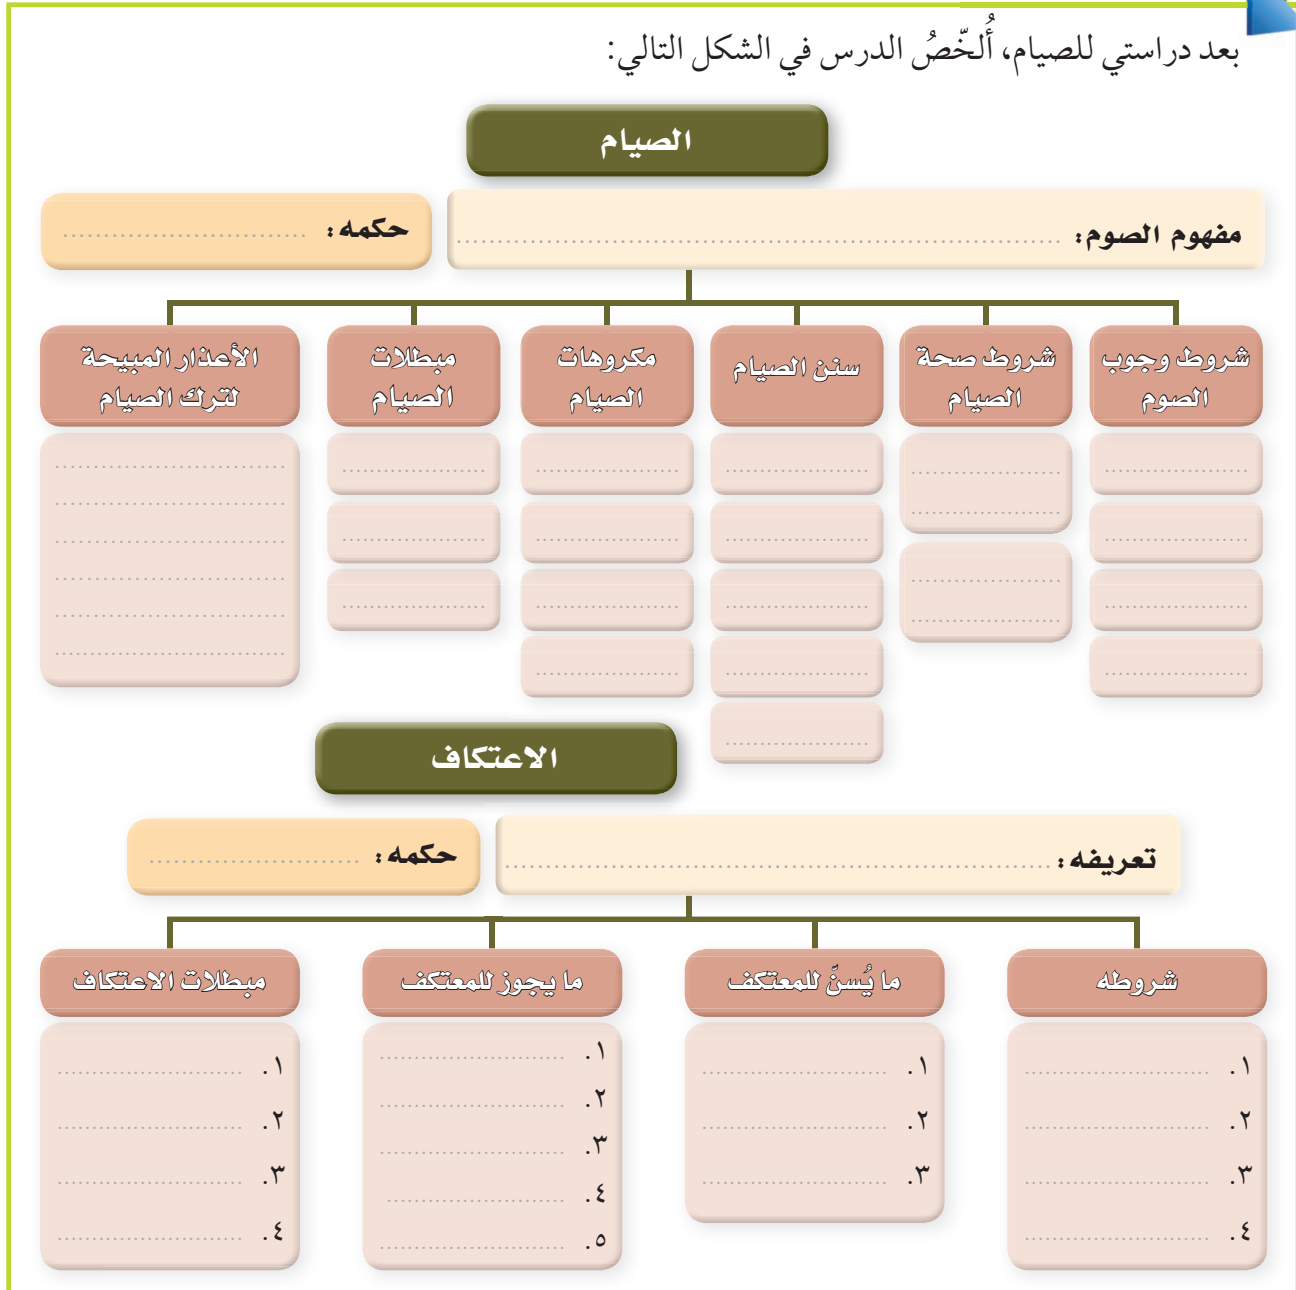 بعد دراستي للصيام، أُلخّصُ الدرس في الشكل التالي:
الصيام
مفهوم الصوم: ..........................................................................
حكمه: ..............................
شروط وجوب
الصوم
....................
....................
....................
....................
شروط صحة
الصيام
....................
....................
....................
....................
سنن الصيام
....................
....................
....................
....................
....................
مكروهات
الصيام
....................
....................
....................
....................
مبطلات
الصيام
....................
....................
....................
الأعذار المبيحة
لترك الصيام
..............................
..............................
..............................
..............................
..............................
..............................
الاعتكاف
تعريفه: ....................................................................
حكمه: ..........................
شروطه
١. ........................
٢. ........................
٣. ........................
٤. ........................
ما يُسنّ للمعتكف
١. ........................
٢. ........................
٣. ........................
ما يجوز للمعتكف
١. ........................
٢. ........................
٣. ........................
٤. ........................
٥. ........................
مبطلات الاعتكاف
١. ........................
٢. ........................
٣. ........................
٤. ........................